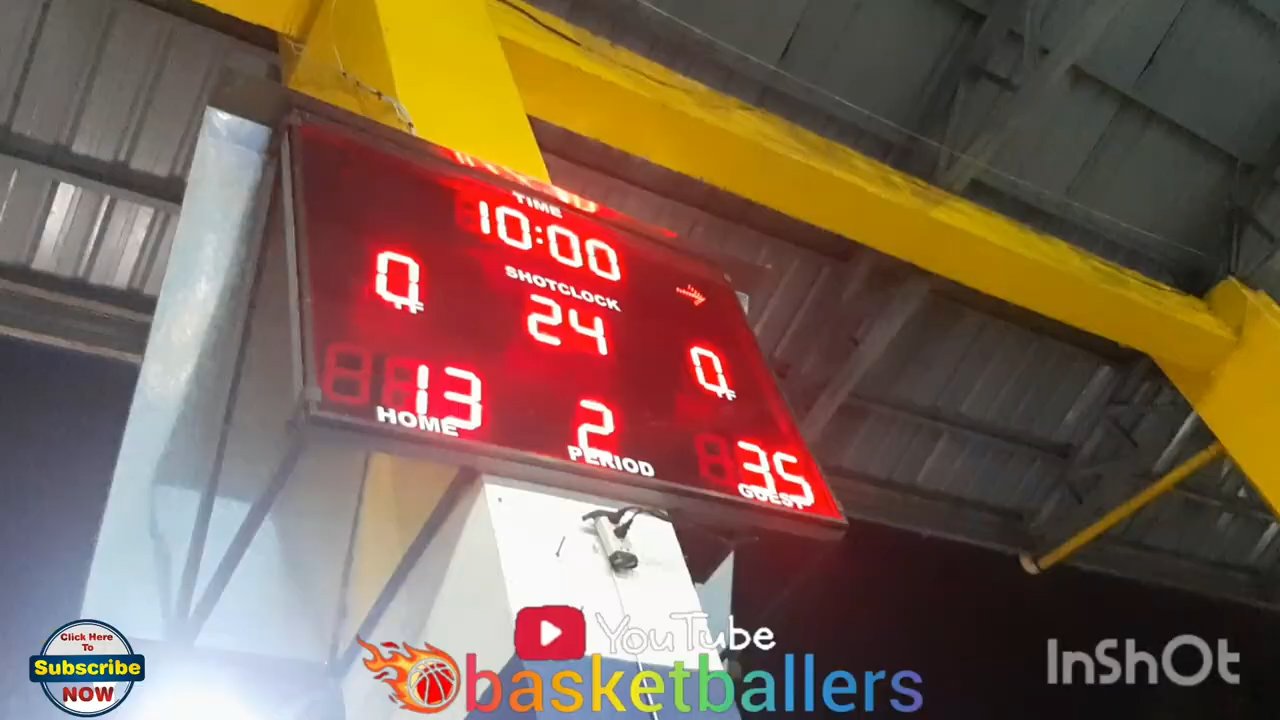 TIME
10:00
SHOTCLOCK
24
0
T.F
0
T.F
13
HOME
2
PERIOD
35
GUEST
Click Here
To
Subscribe
NOW
YouTube
basketballers
InShOt